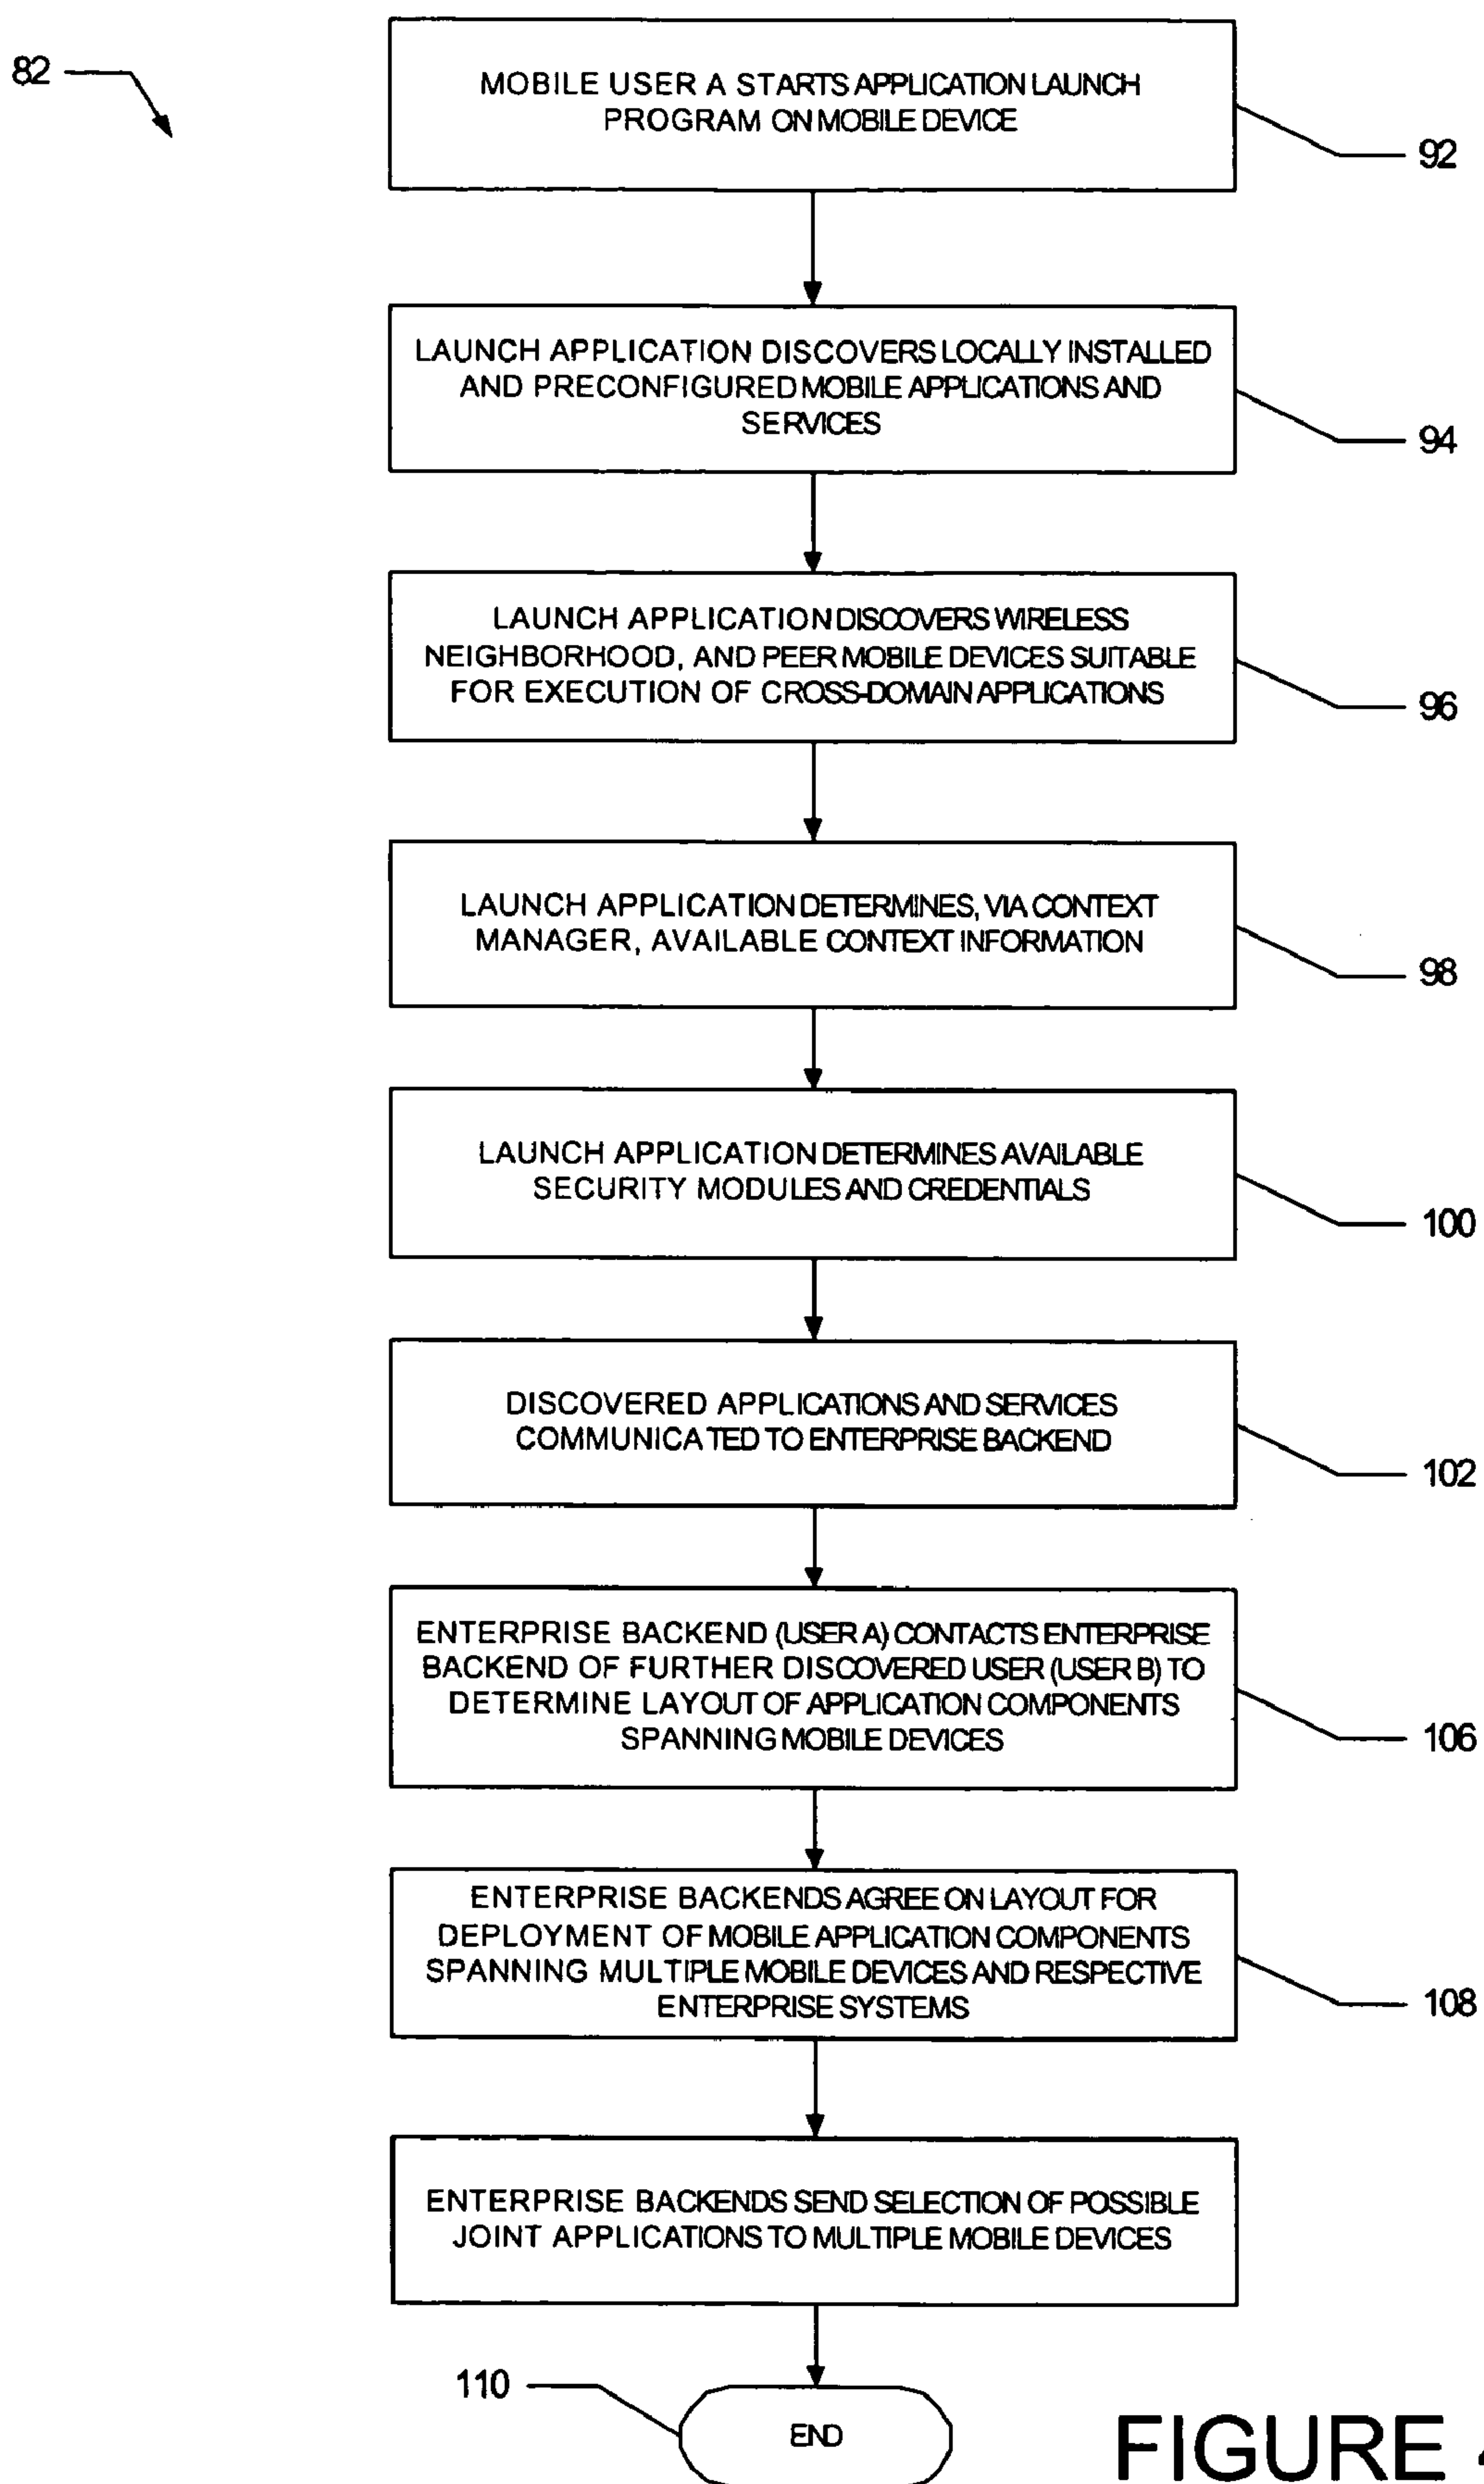 82
MOBILE USER A STARTS APPLICATION LAUNCH
PROGRAM ON MOBILE DEVICE
92
LAUNCH APPLICATION DISCOVERS LOCALLY INSTALLED
AND PRECONFIGURED MOBILE APPLICATIONS AND
SERVICES
94
LAUNCH APPLICATION DISCOVERS WIRELESS
NEIGHBORHOOD, AND PEER MOBILE DEVICES SUITABLE
FOR EXECUTION OF CROSS-DOMAIN APPLICATIONS
96
LAUNCH APPLICATION DETERMINES, VIA CONTEXT
MANAGER, AVAILABLE CONTEXT INFORMATION
98
LAUNCH APPLICATION DETERMINES AVAILABLE
SECURITY MODULES AND CREDENTIALS
100
DISCOVERED APPLICATIONS AND SERVICES
COMMUNICATED TO ENTERPRISE BACKEND
102
ENTERPRISE BACKEND (USER A) CONTACTS ENTERPRISE
BACKEND OF FURTHER DISCOVERED USER (USER B) TO
DETERMINE LAYOUT OF APPLICATION COMPONENTS
SPANNING MOBILE DEVICES
106
ENTERPRISE BACKENDS AGREE ON LAYOUT FOR
DEPLOYMENT OF MOBILE APPLICATION COMPONENTS
SPANNING MULTIPLE MOBILE DEVICES AND RESPECTIVE
ENTERPRISE SYSTEMS
108
ENTERPRISE BACKENDS SEND SELECTION OF POSSIBLE
JOINT APPLICATIONS TO MULTIPLE MOBILE DEVICES
110
END
FIGURE